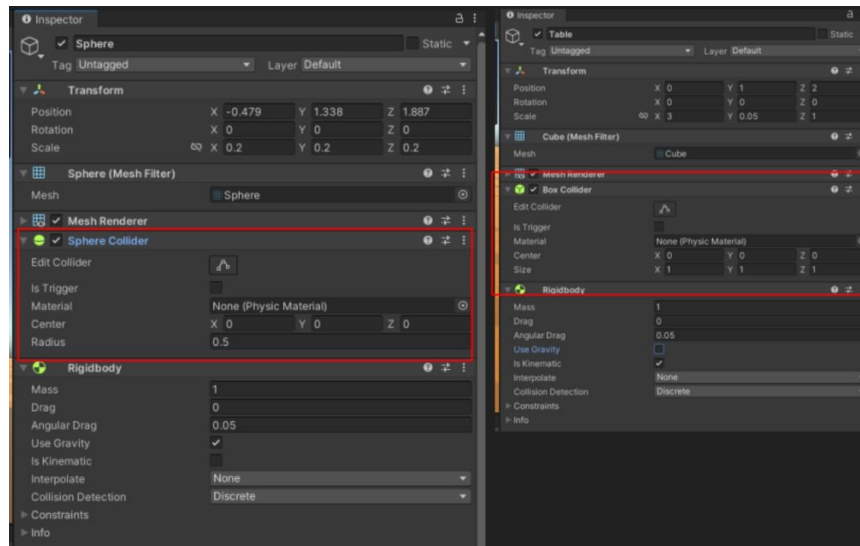 Inspector
Sphere
Static
Tag Untagged
Layer Default
Transform
Position X -0.479 Y 1.338 Z 1.887
Rotation X 0 Y 0 Z 0
Scale X 0.2 Y 0.2 Z 0.2
Sphere (Mesh Filter)
Mesh Sphere
Mesh Renderer
Sphere Collider
Edit Collider
Is Trigger
Material None (Physic Material)
Center X 0 Y 0 Z 0
Radius 0.5
Rigidbody
Mass 1
Drag 0
Angular Drag 0.05
Use Gravity
Is Kinematic
Interpolate None
Collision Detection Discrete
Constraints
Info
Inspector
Table
Static
Tag Untagged
Layer Default
Transform
Position X 0 Y 1 Z 2
Rotation X 0 Y 0 Z 0
Scale X 3 Y 0.05 Z 1
Cube (Mesh Filter)
Mesh Cube
Mesh Renderer
Box Collider
Edit Collider
Is Trigger
Material None (Physic Material)
Center X 0 Y 0 Z 0
Size X 1 Y 1 Z 1
Rigidbody
Mass 1
Drag 0
Angular Drag 0.05
Use Gravity
Is Kinematic
Interpolate None
Collision Detection Discrete
Constraints
Info